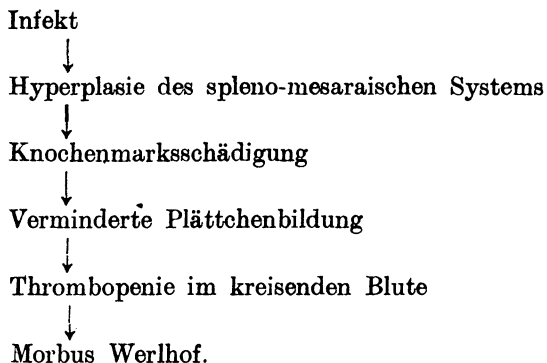 Infekt
Hyperplasie des spleno-mesaraischen Systems
Knochenmarksschädigung
Verminderte Plättchenbildung
Thrombopenie im kreisenden Blute
Morbus Werlhof.